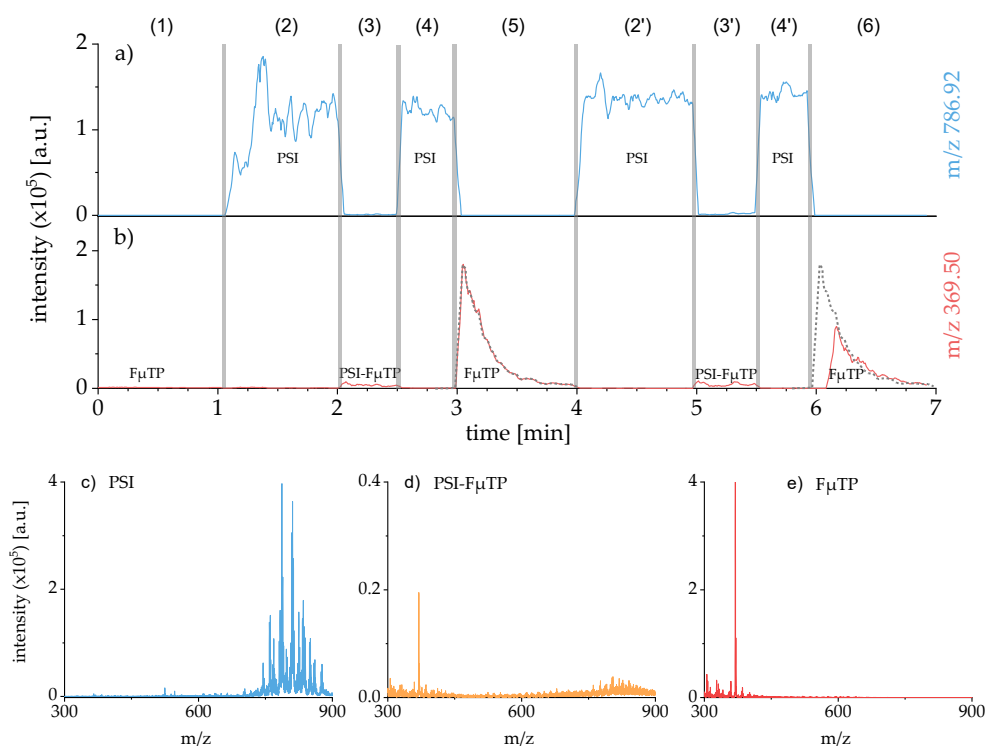 (1) (2) (3) (4) (5) (2') (3') (4') (6)
a)
2
1
0
PSI PSI PSI PSI
m/z 786.92
intensity (x10⁵) [a.u.]
b)
2
1
0
FμTP PSI-FμTP FμTP PSI-FμTP FμTP
m/z 369.50
0 1 2 3 4 5 6 7
time [min]
c) PSI
4
2
0
intensity (x10⁵) [a.u.]
300 600 900
m/z
d) PSI-FμTP
0.4
0.2
0.0
300 600 900
m/z
e) FμTP
4
2
0
300 600 900
m/z